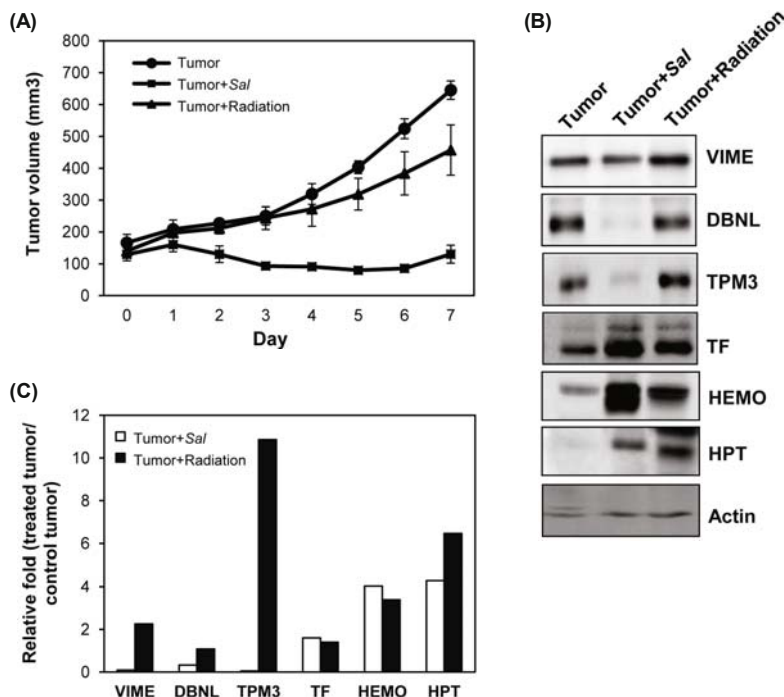 (A)
800
700
600
500
400
300
200
100
0
Tumor volume (mm3)
Tumor
Tumor+Sal
Tumor+Radiation
0 1 2 3 4 5 6 7
Day
(B)
Tumor
Tumor+Sal
Tumor+Radiation
VIME
DBNL
TPM3
TF
HEMO
HPT
Actin
(C)
12
10
8
6
4
2
0
Relative fold (treated tumor/
control tumor)
Tumor+Sal
Tumor+Radiation
VIME DBNL TPM3 TF HEMO HPT